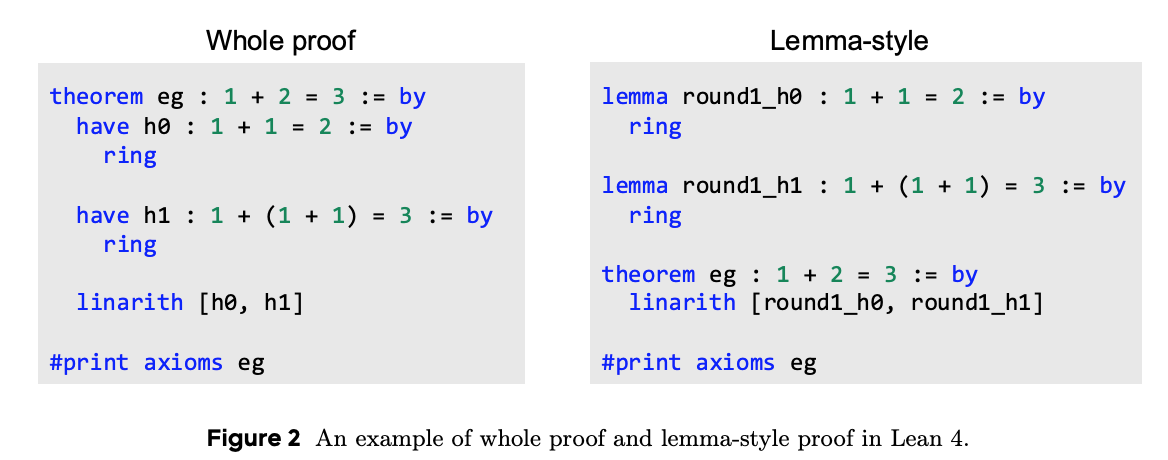 Whole proof
theorem eg : 1 + 2 = 3 := by
  have h0 : 1 + 1 = 2 := by
    ring
  have h1 : 1 + (1 + 1) = 3 := by
    ring
  linarith [h0, h1]
#print axioms eg
Lemma-style
lemma round1_h0 : 1 + 1 = 2 := by
  ring
lemma round1_h1 : 1 + (1 + 1) = 3 := by
  ring
theorem eg : 1 + 2 = 3 := by
  linarith [round1_h0, round1_h1]
#print axioms eg
Figure 2 An example of whole proof and lemma-style proof in Lean 4.